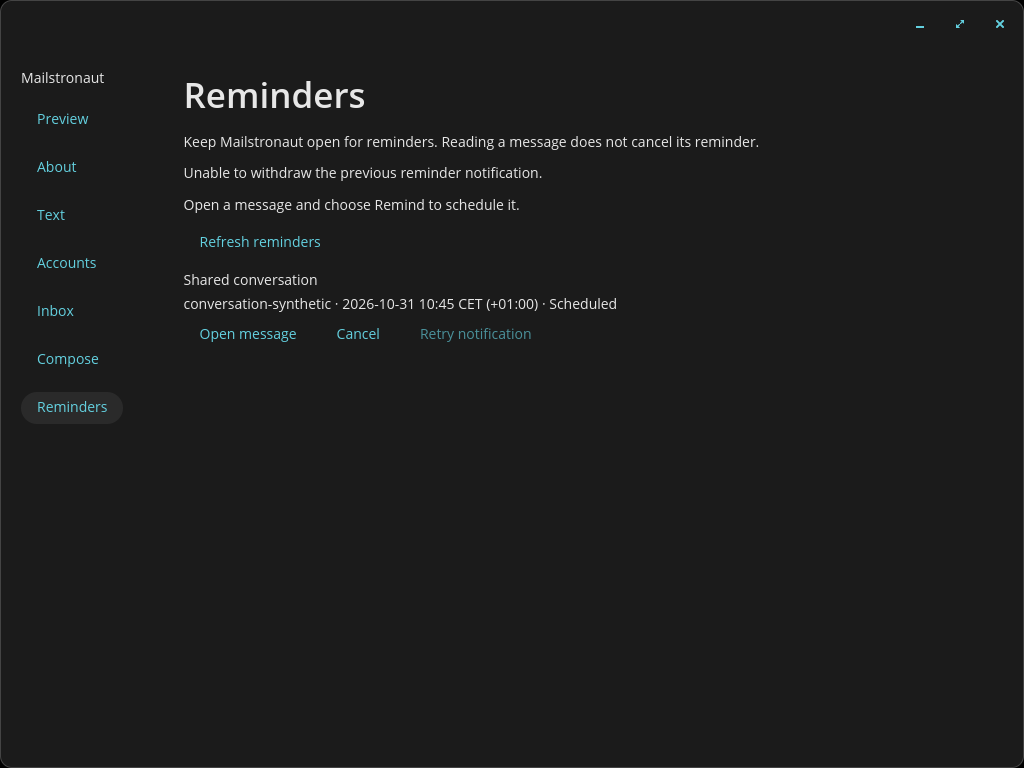 Mailstronaut
Preview
About
Text
Accounts
Inbox
Compose
Reminders
Reminders
Keep Mailstronaut open for reminders. Reading a message does not cancel its reminder.
Unable to withdraw the previous reminder notification.
Open a message and choose Remind to schedule it.
Refresh reminders
Shared conversation
conversation-synthetic · 2026-10-31 10:45 CET (+01:00) · Scheduled
Open message Cancel Retry notification